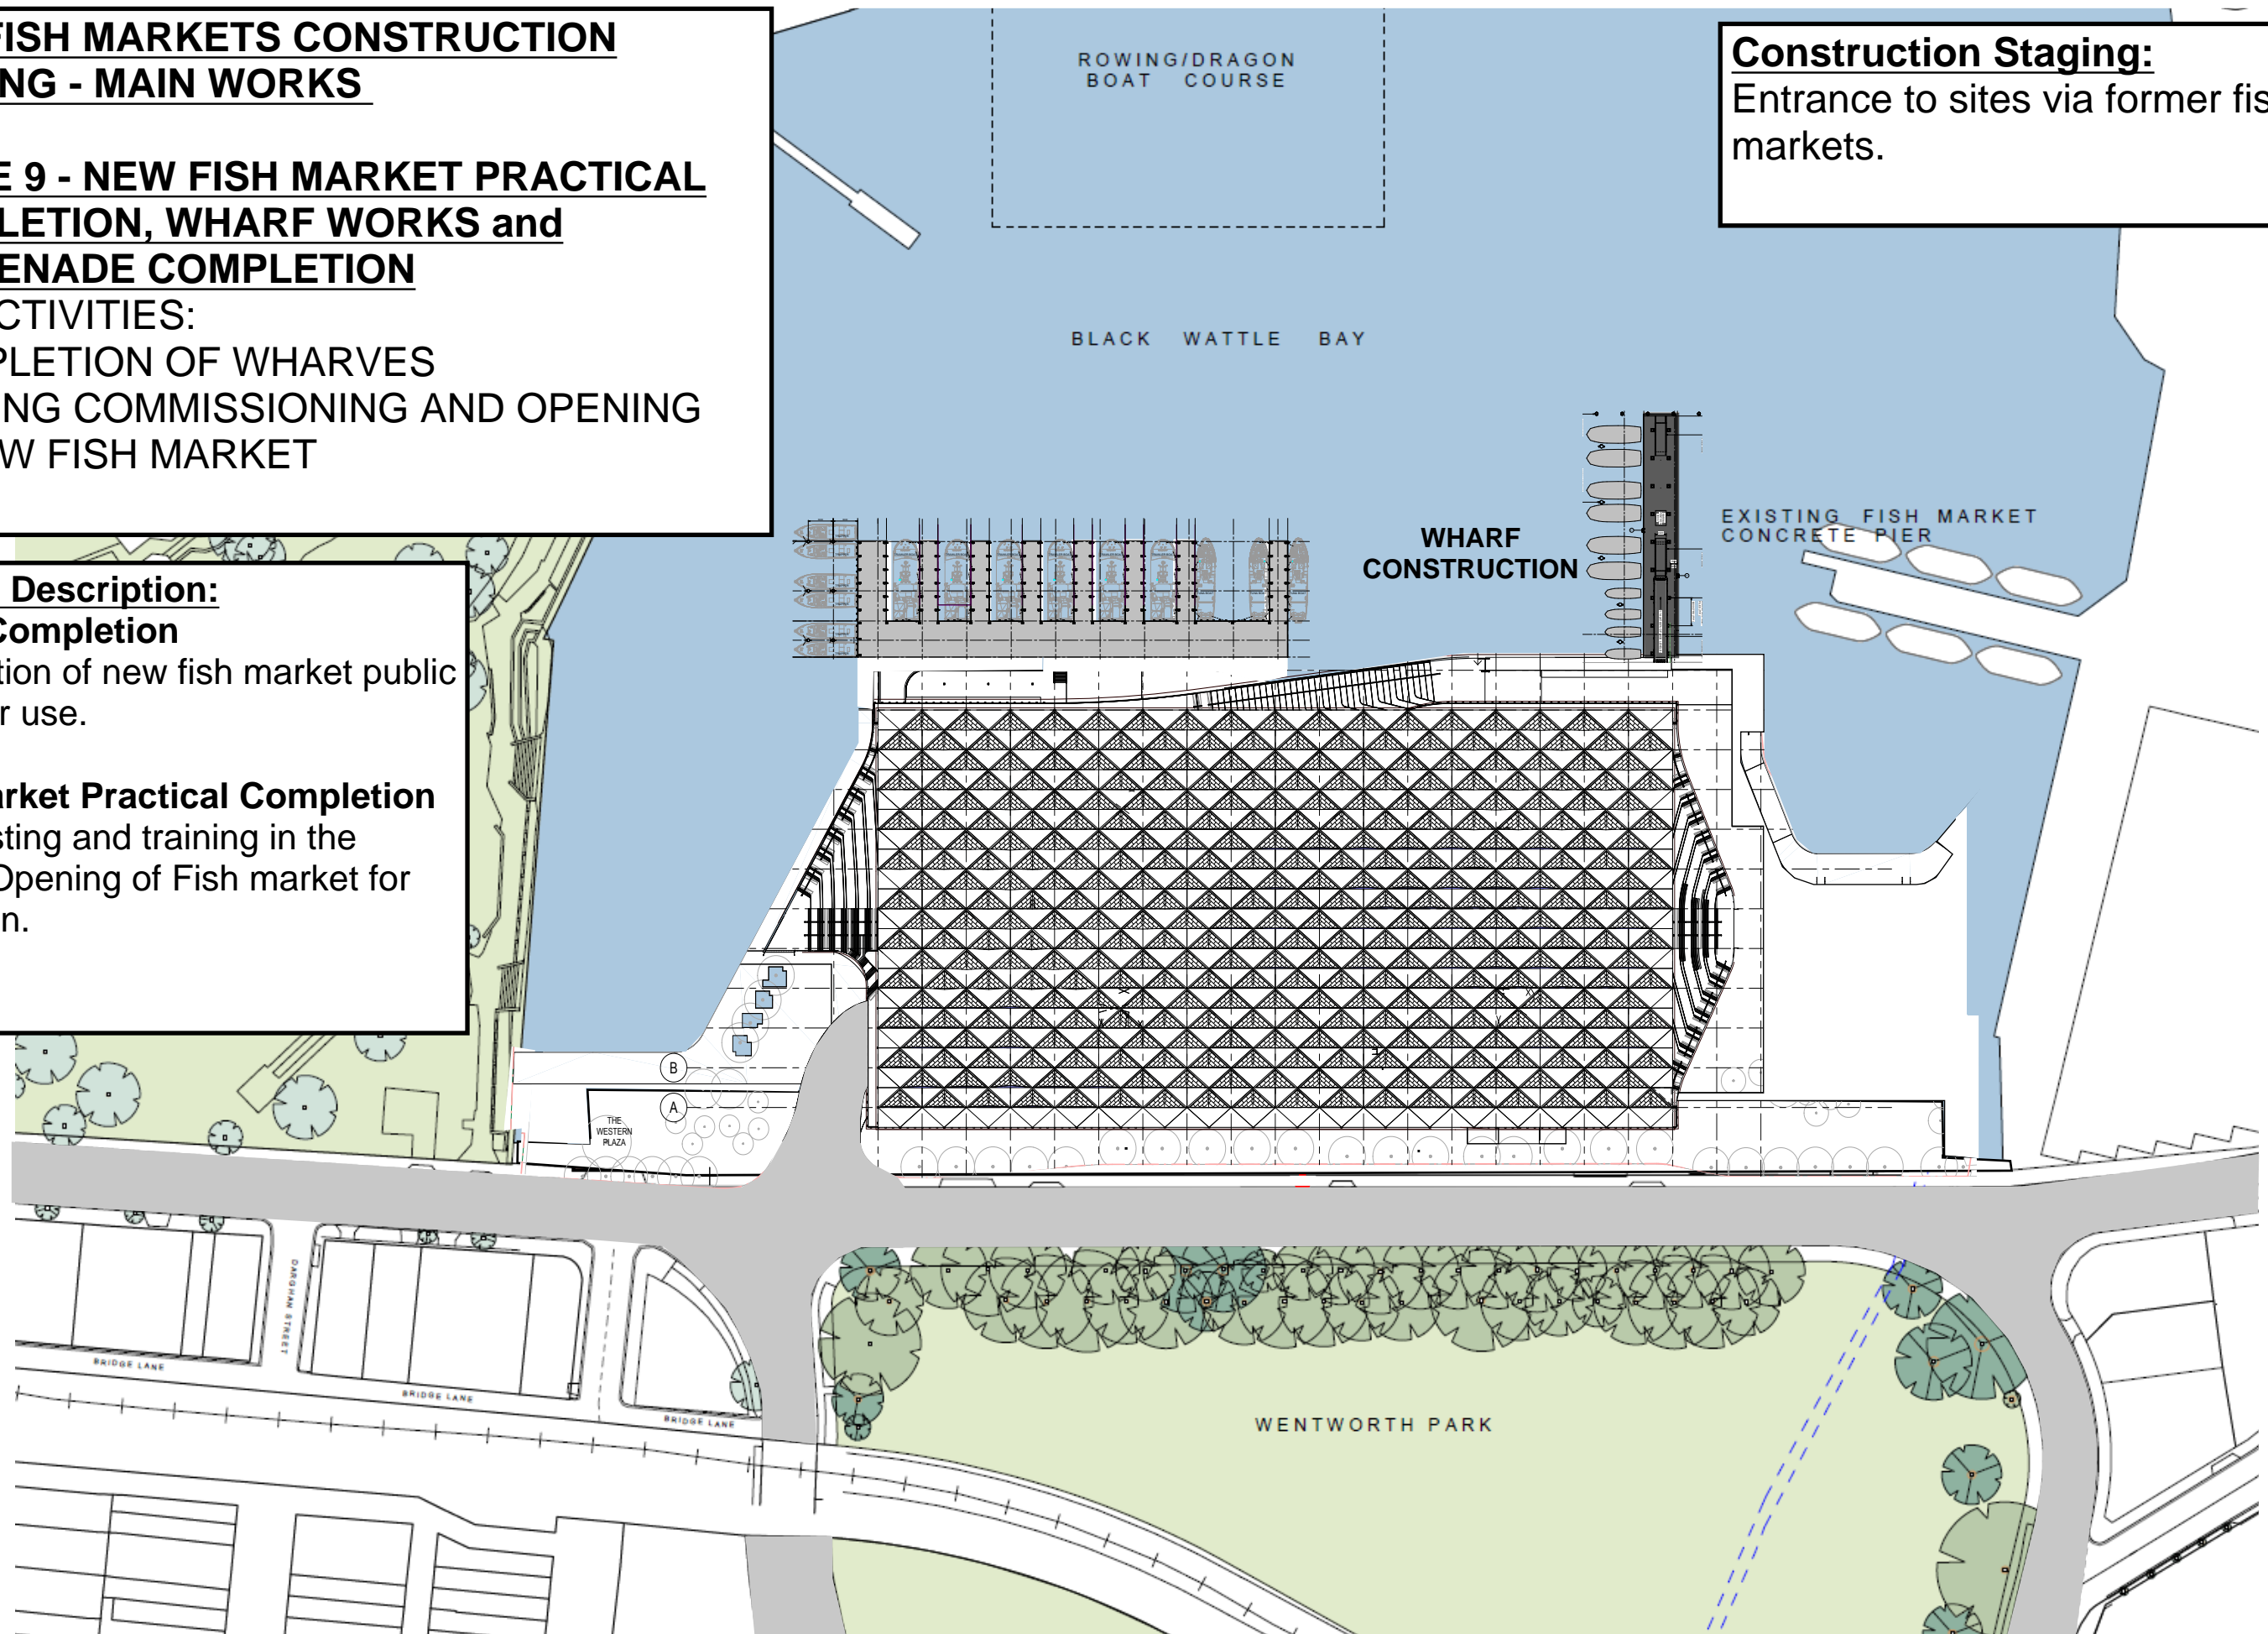 FISH MARKETS CONSTRUCTION
NG - MAIN WORKS
E 9 - NEW FISH MARKET PRACTICAL
LETION, WHARF WORKS and
ENADE COMPLETION
CTIVITIES:
PLETION OF WHARVES
NG COMMISSIONING AND OPENING
W FISH MARKET
Description:
Completion
tion of new fish market public
r use.
arket Practical Completion
sting and training in the
Opening of Fish market for
n.
Construction Staging:
Entrance to sites via former fis
markets.
ROWING/DRAGON
BOAT COURSE
BLACK WATTLE BAY
WHARF
CONSTRUCTION
EXISTING FISH MARKET
CONCRETE PIER
B
A
THE
WESTERN
PLAZA
DARGHAN STREET
BRIDGE LANE
BRIDGE LANE
BRIDGE LANE
WENTWORTH PARK